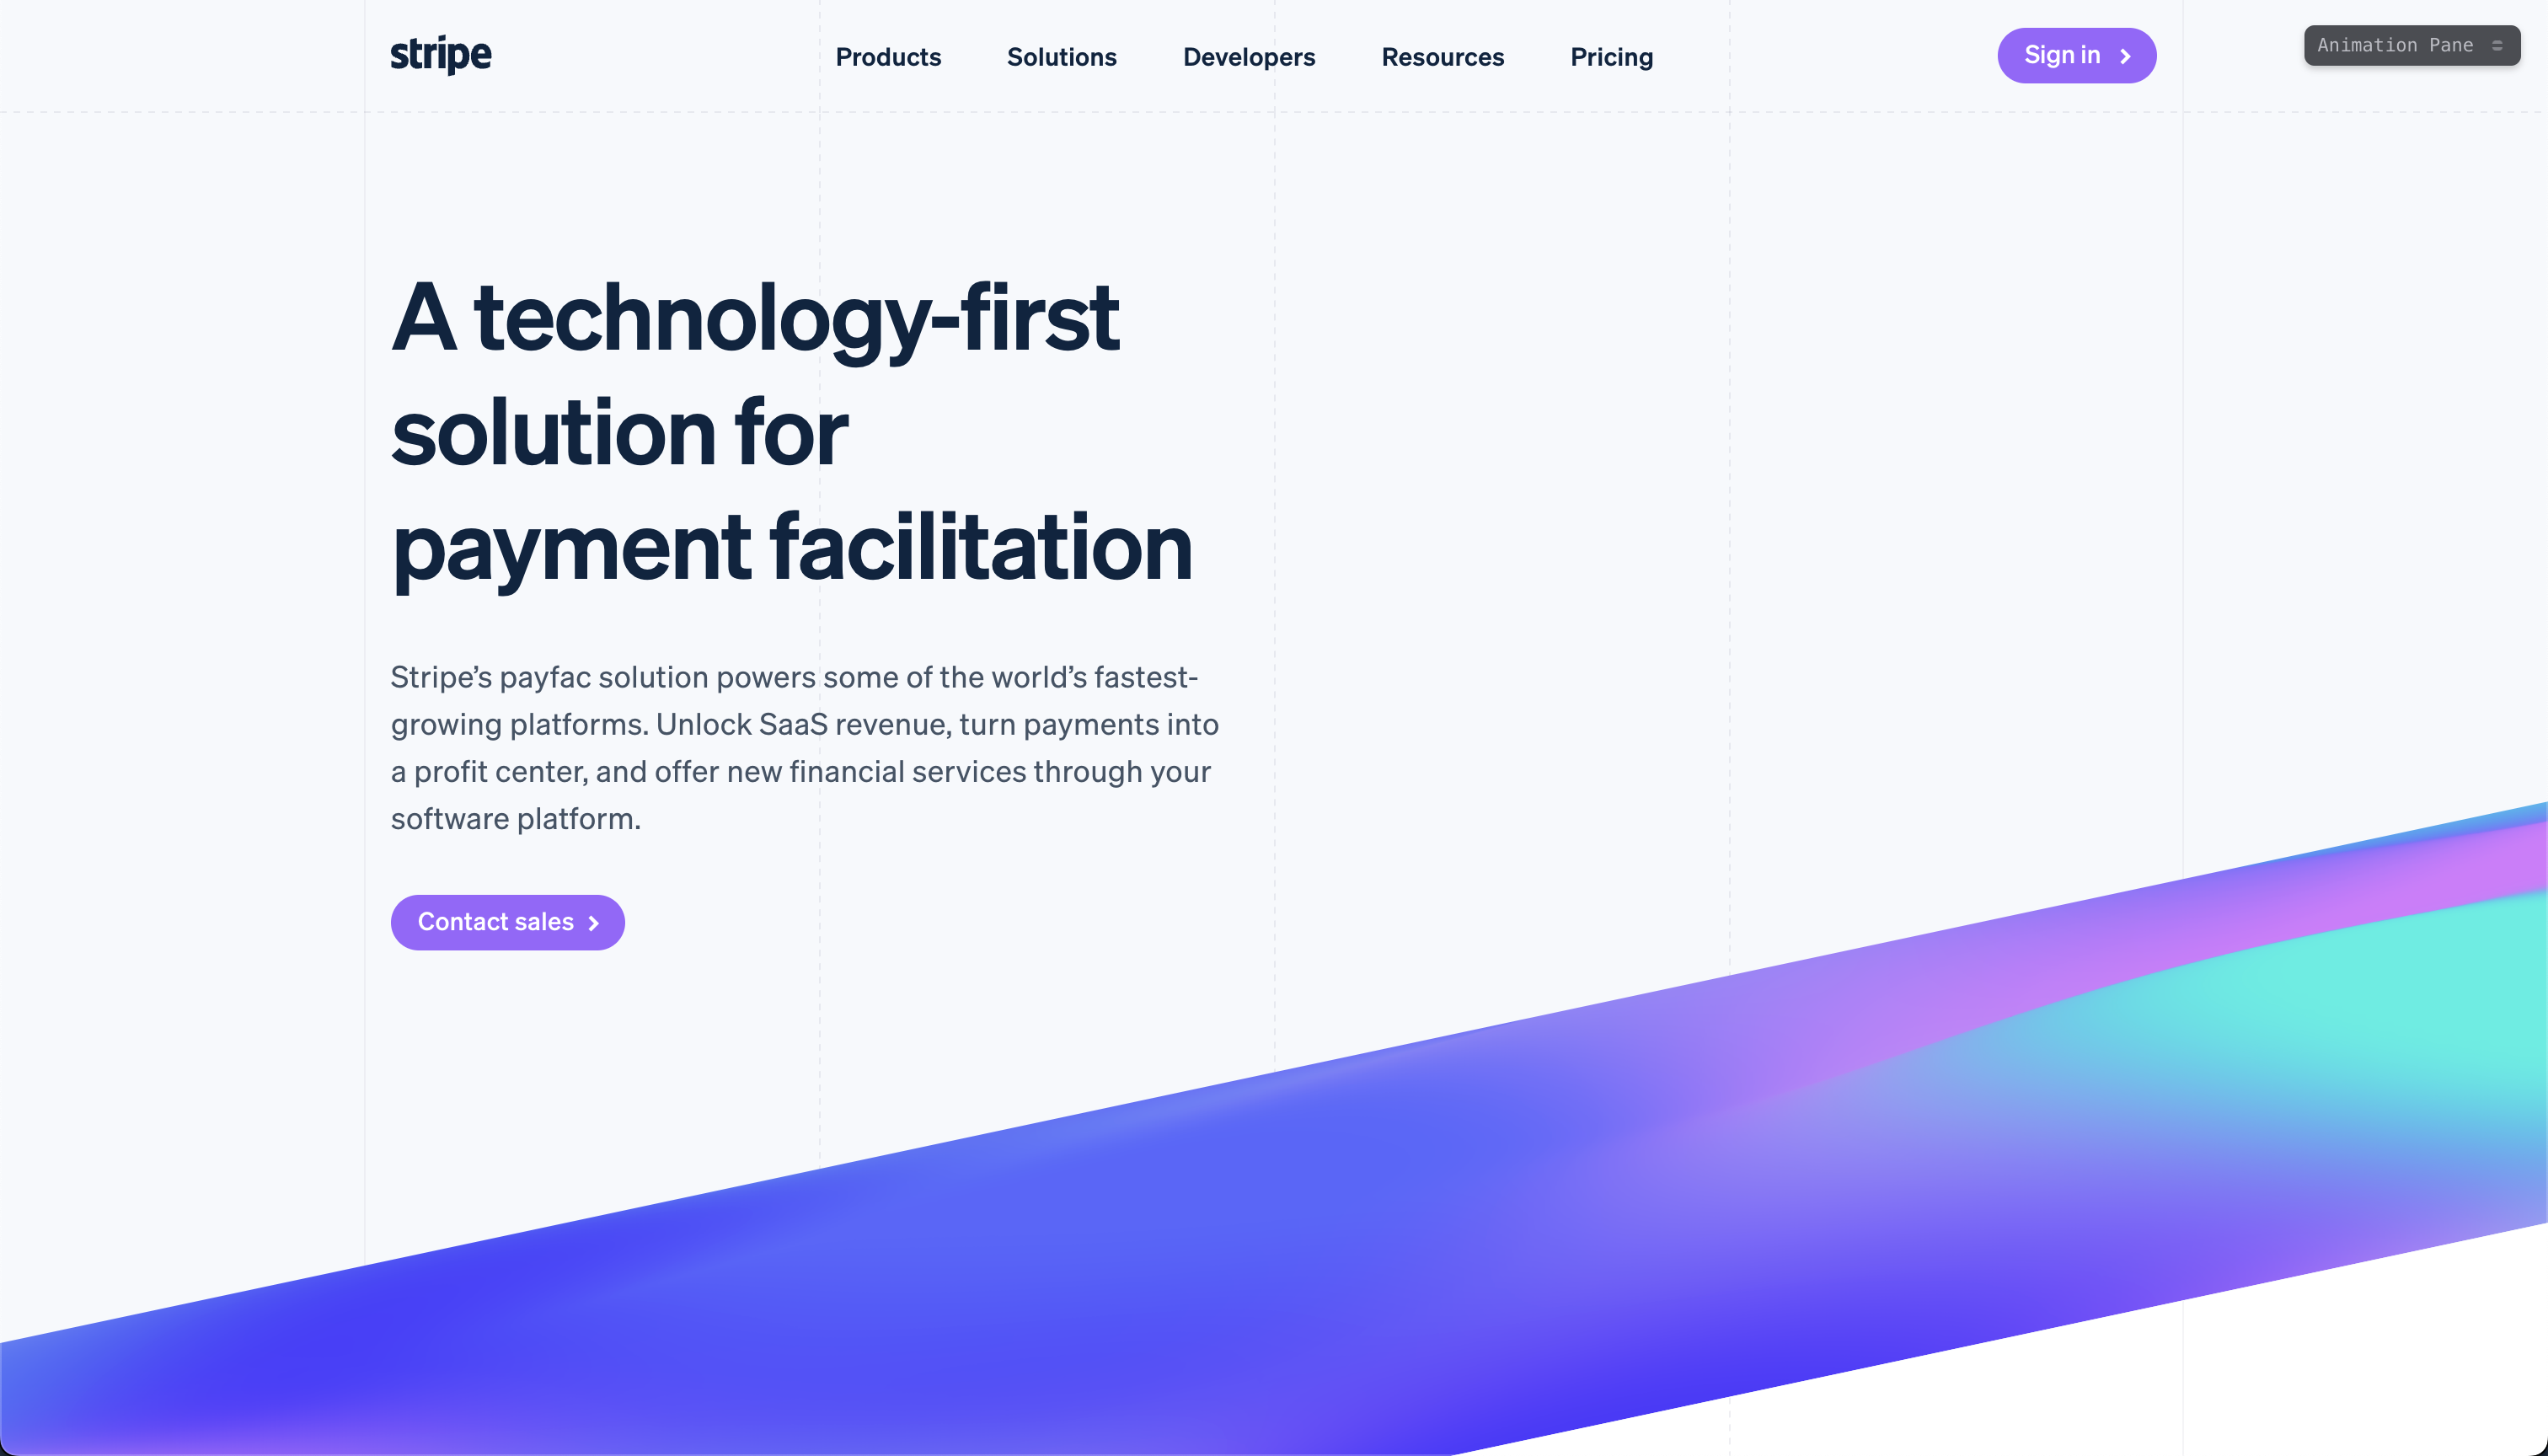 stripe
Products Solutions Developers Resources Pricing
Sign in
Animation Pane
A technology-first
solution for
payment facilitation
Stripe’s payfac solution powers some of the world’s fastest-
growing platforms. Unlock SaaS revenue, turn payments into
a profit center, and offer new financial services through your
software platform.
Contact sales